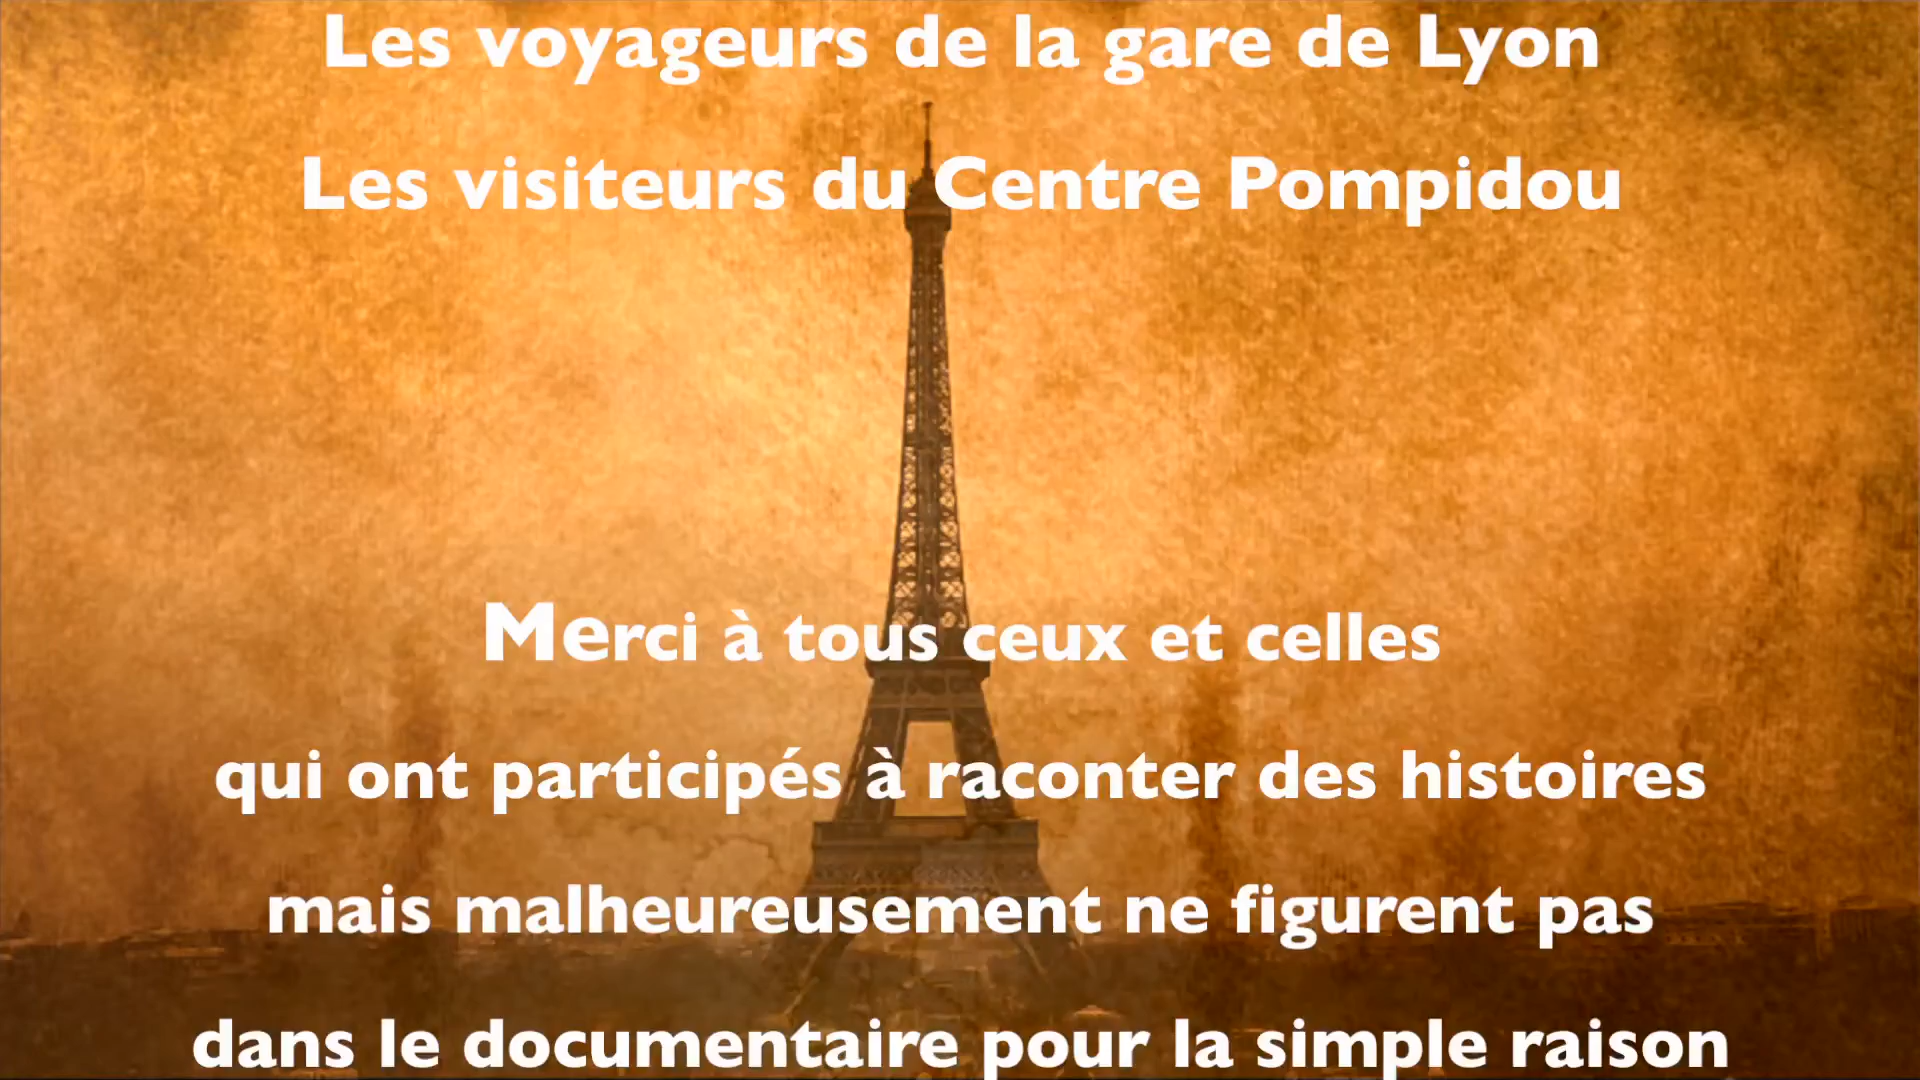 Les voyageurs de la gare de Lyon
Les visiteurs du Centre Pompidou
Merci à tous ceux et celles
qui ont participés à raconter des histoires
mais malheureusement ne figurent pas
dans le documentaire pour la simple raison